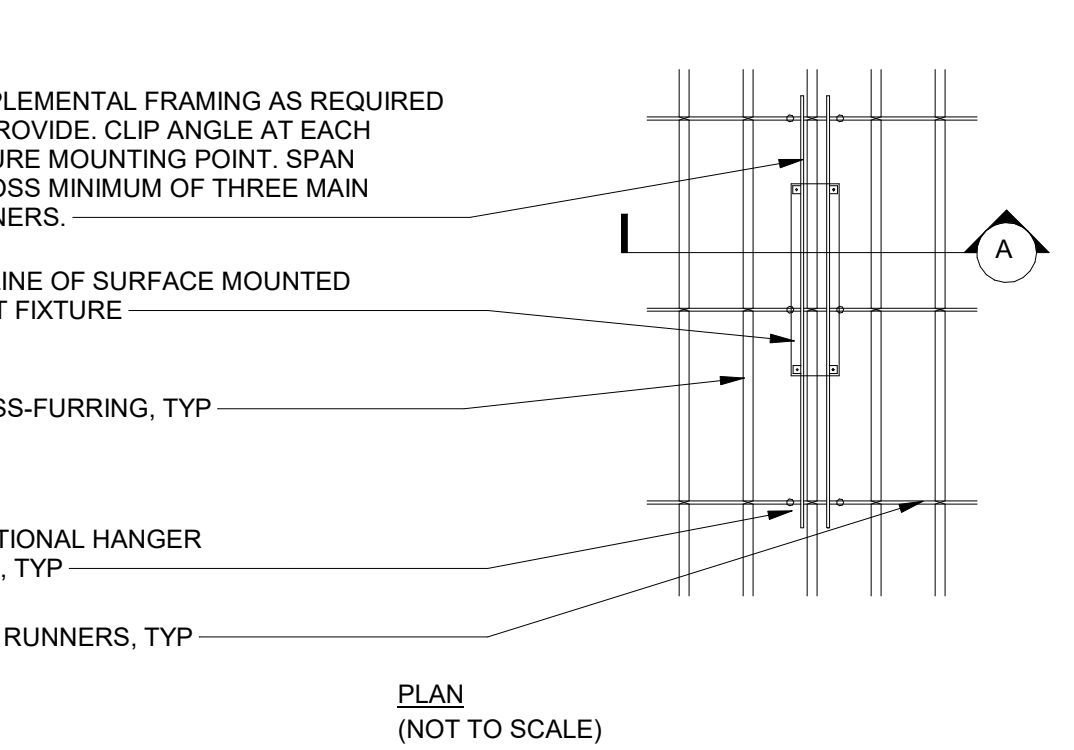 PLEMENTAL FRAMING AS REQUIRED
ROVIDE. CLIP ANGLE AT EACH
URE MOUNTING POINT. SPAN
OSS MINIMUM OF THREE MAIN
NERS.
LINE OF SURFACE MOUNTED
T FIXTURE
SS-FURRING, TYP
TIONAL HANGER
, TYP
RUNNERS, TYP
A
PLAN
(NOT TO SCALE)